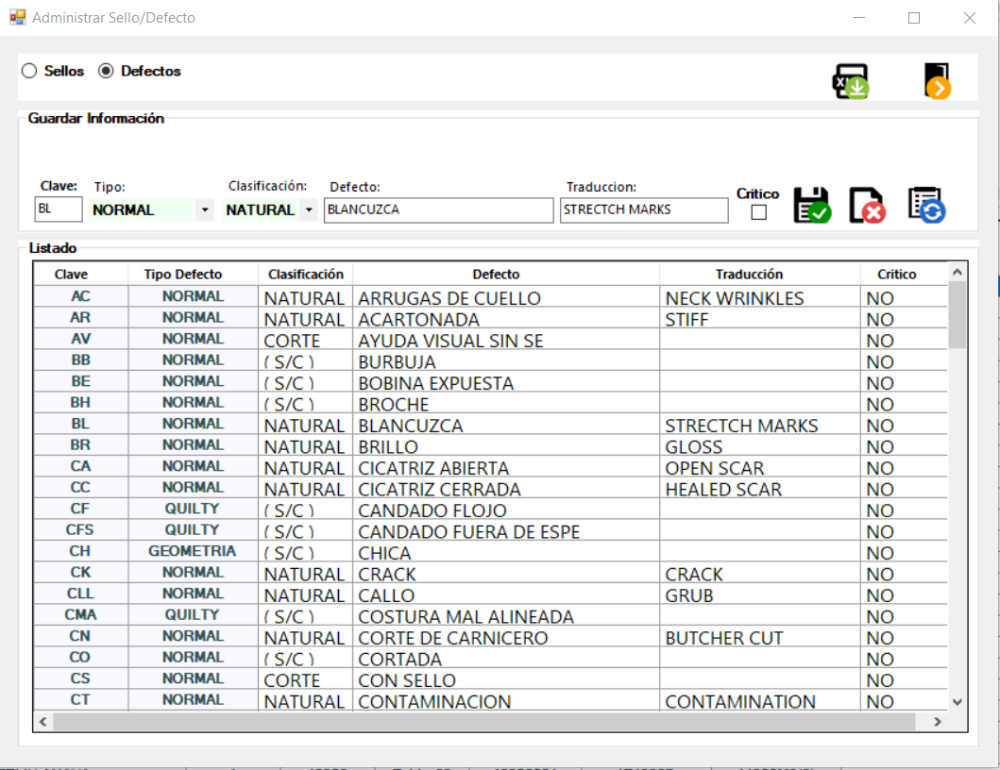 Administrar Sello/Defecto
Sellos Defectos
Guardar Información
Clave: Tipo: Clasificación: Defecto: Traduccion: Critico
BL NORMAL NATURAL BLANCUZCA STRECTCH MARKS
Listado
Clave Tipo Defecto Clasificación Defecto Traducción Critico
AC NORMAL NATURAL ARRUGAS DE CUELLO NECK WRINKLES NO
AR NORMAL NATURAL ACARTONADA STIFF NO
AV NORMAL CORTE AYUDA VISUAL SIN SE NO
BB NORMAL ( S/C ) BURBUJA NO
BE NORMAL ( S/C ) BOBINA EXPUESTA NO
BH NORMAL ( S/C ) BROCHE NO
BL NORMAL NATURAL BLANCUZCA STRECTCH MARKS NO
BR NORMAL NATURAL BRILLO GLOSS NO
CA NORMAL NATURAL CICATRIZ ABIERTA OPEN SCAR NO
CC NORMAL NATURAL CICATRIZ CERRADA HEALED SCAR NO
CF QUILTY ( S/C ) CANDADO FLOJO NO
CFS QUILTY ( S/C ) CANDADO FUERA DE ESPE NO
CH GEOMETRIA ( S/C ) CHICA NO
CK NORMAL NATURAL CRACK CRACK NO
CLL NORMAL NATURAL CALLO GRUB NO
CMA QUILTY ( S/C ) COSTURA MAL ALINEADA NO
CN NORMAL NATURAL CORTE DE CARNICERO BUTCHER CUT NO
CO NORMAL ( S/C ) CORTADA NO
CS NORMAL CORTE CON SELLO NO
CT NORMAL NATURAL CONTAMINACION CONTAMINATION NO